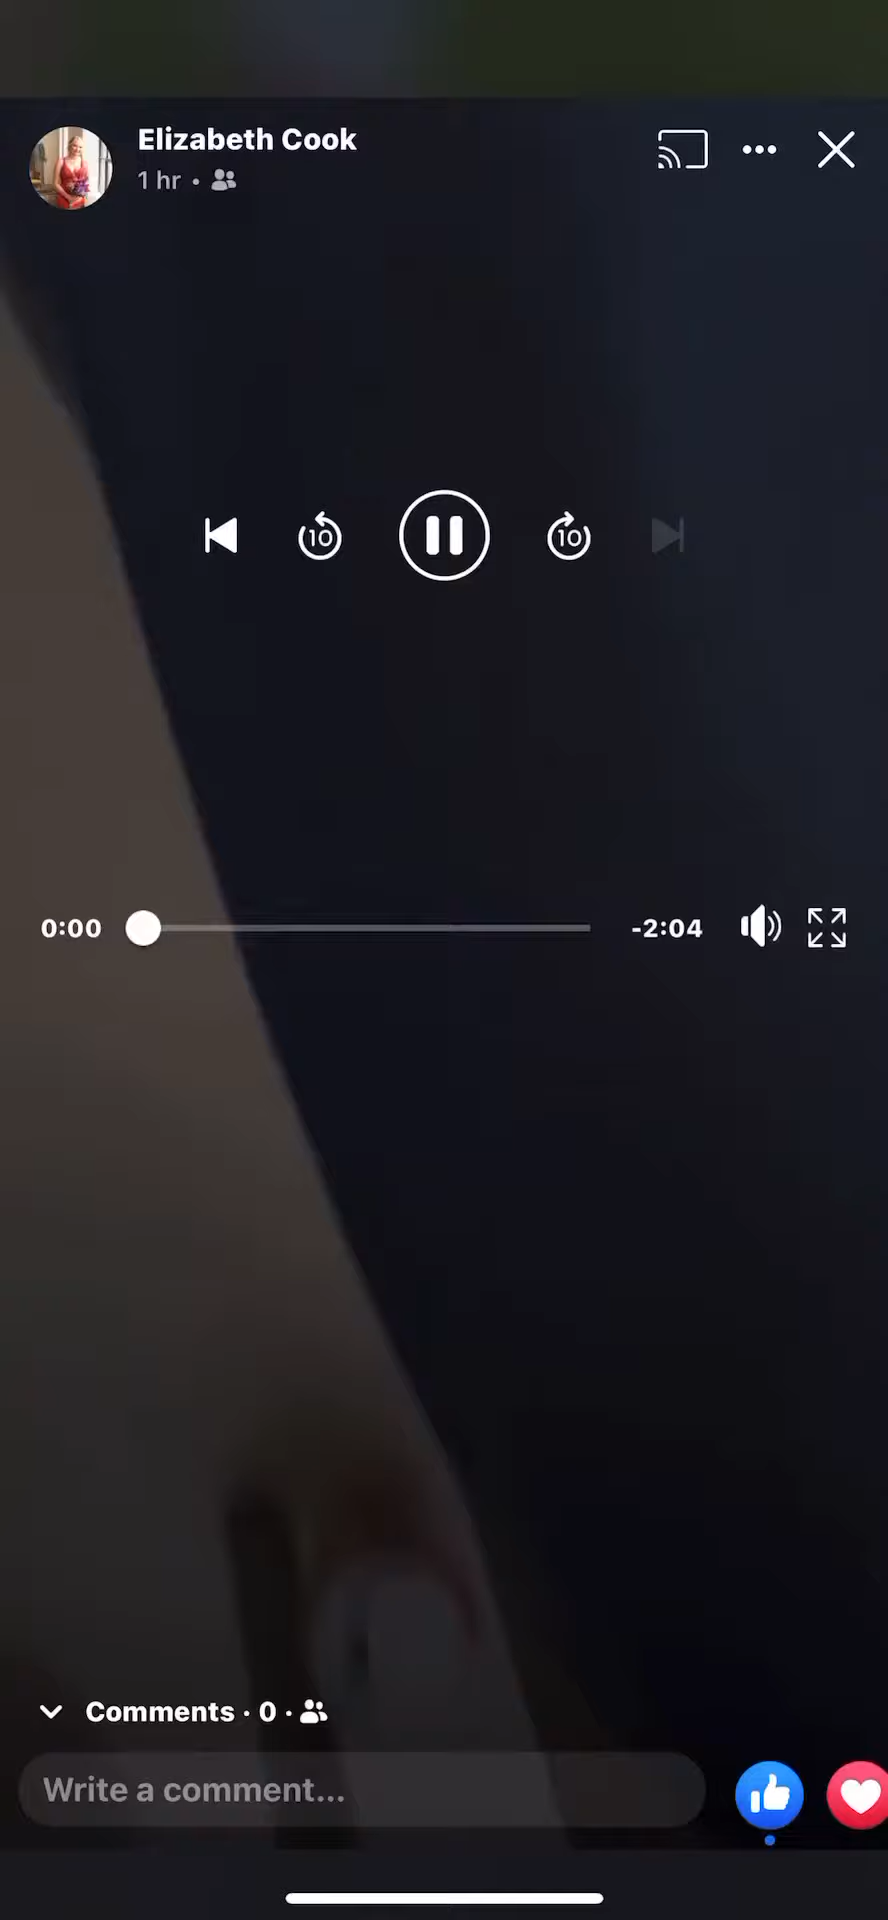 Elizabeth Cook
1 hr •
10
10
0:00
-2:04
Comments · 0 ·
Write a comment...